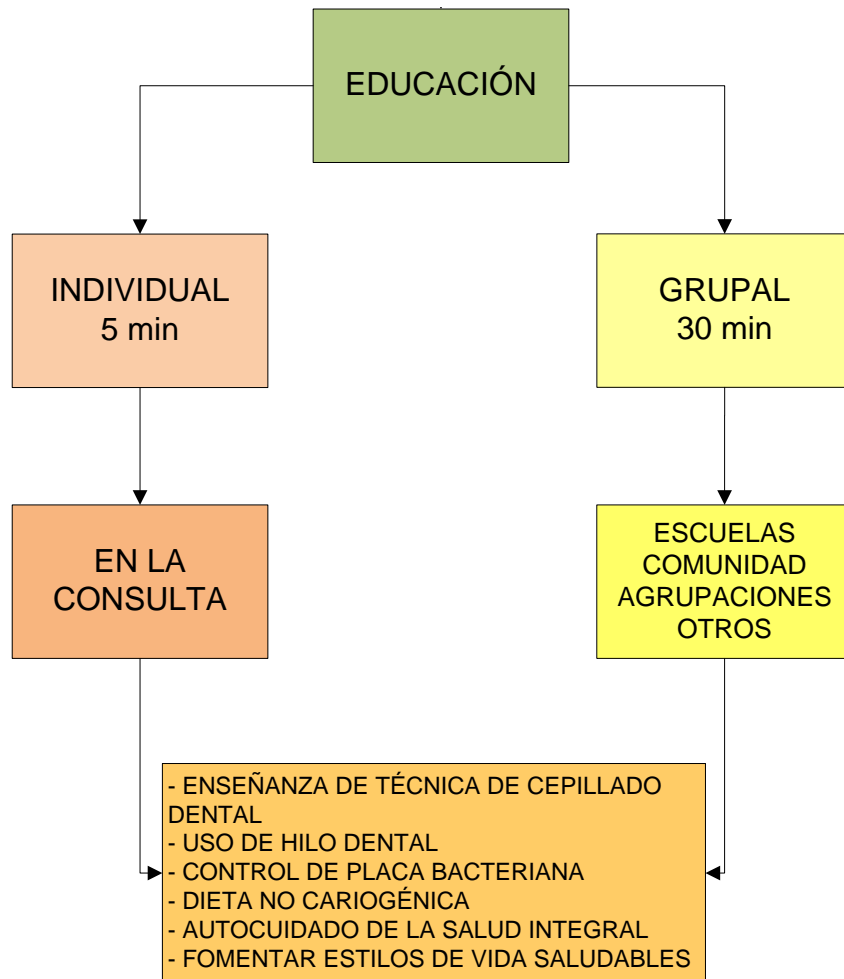 EDUCACIÓN
INDIVIDUAL
5 min
GRUPAL
30 min
EN LA
CONSULTA
ESCUELAS
COMUNIDAD
AGRUPACIONES
OTROS
- ENSEÑANZA DE TÉCNICA DE CEPILLADO
DENTAL
- USO DE HILO DENTAL
- CONTROL DE PLACA BACTERIANA
- DIETA NO CARIOGÉNICA
- AUTOCUIDADO DE LA SALUD INTEGRAL
- FOMENTAR ESTILOS DE VIDA SALUDABLES